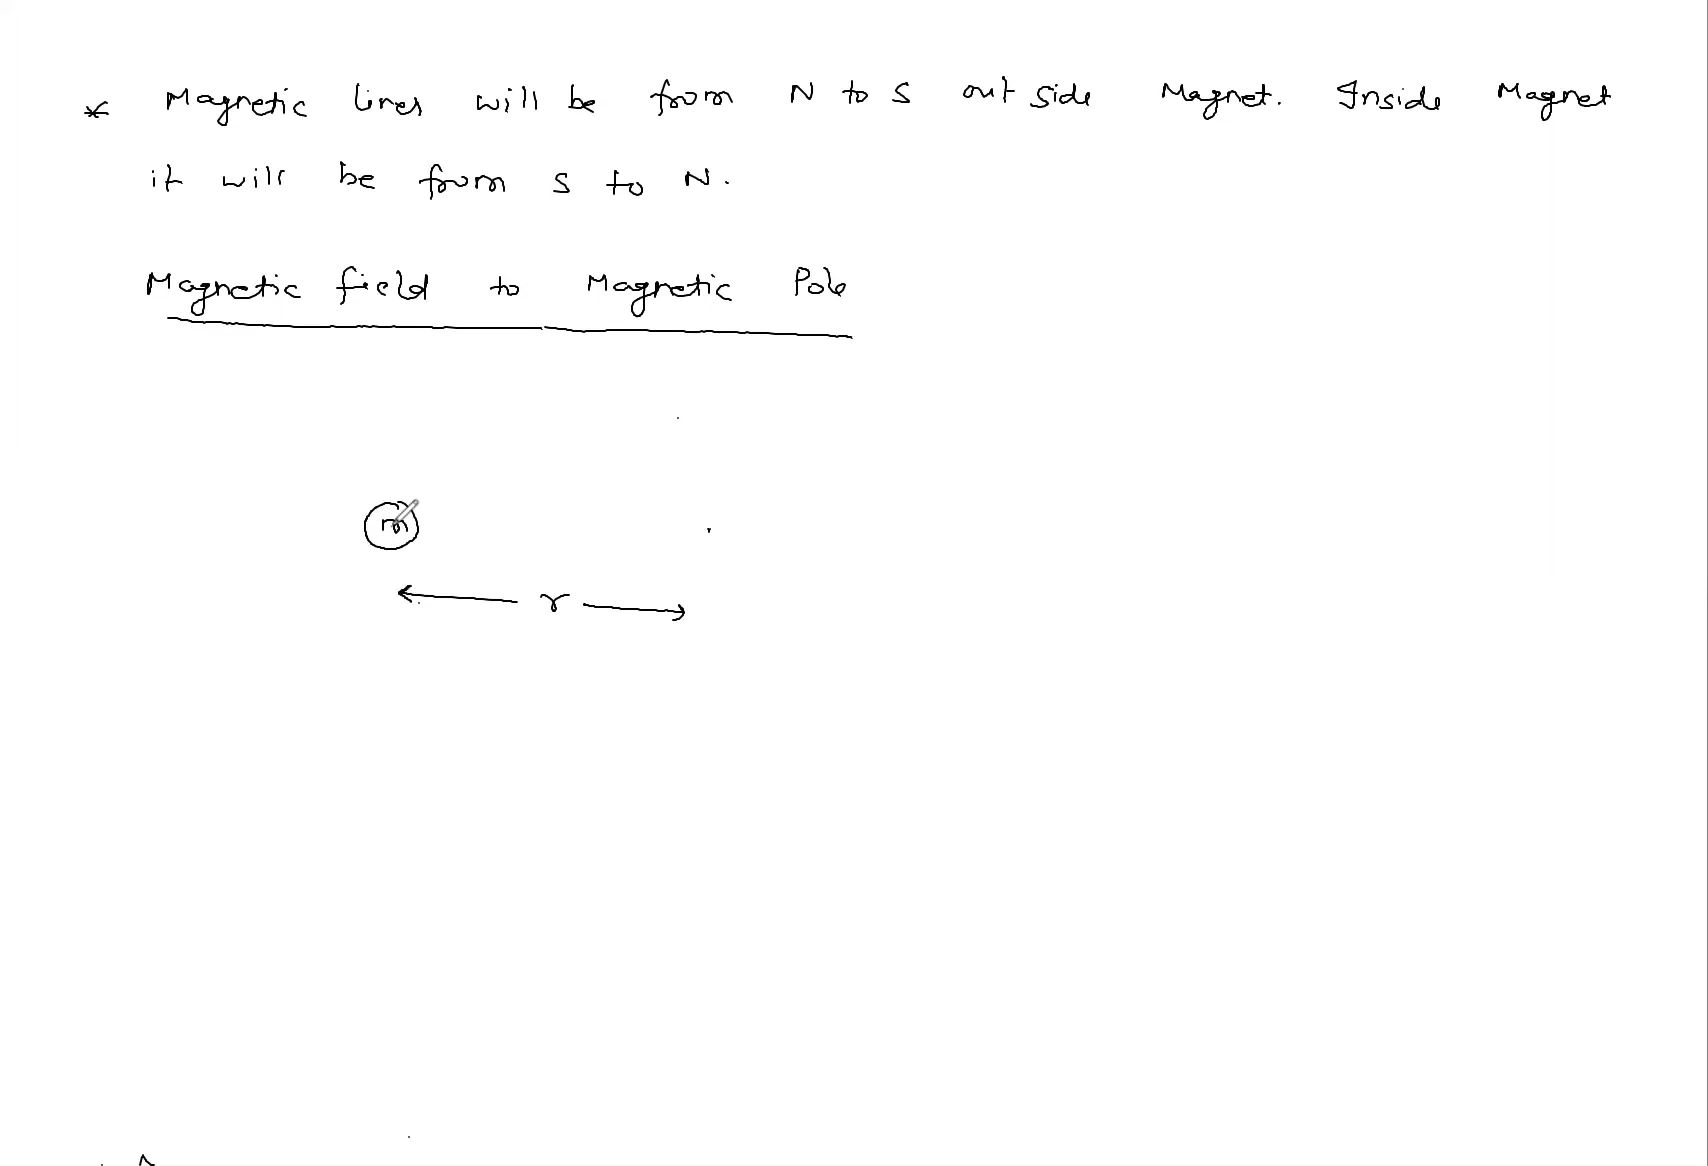 * Magnetic lines will be from N to S out side Magnet. Inside Magnet
it will be from S to N.
Magnetic field to Magnetic Pole
m
r